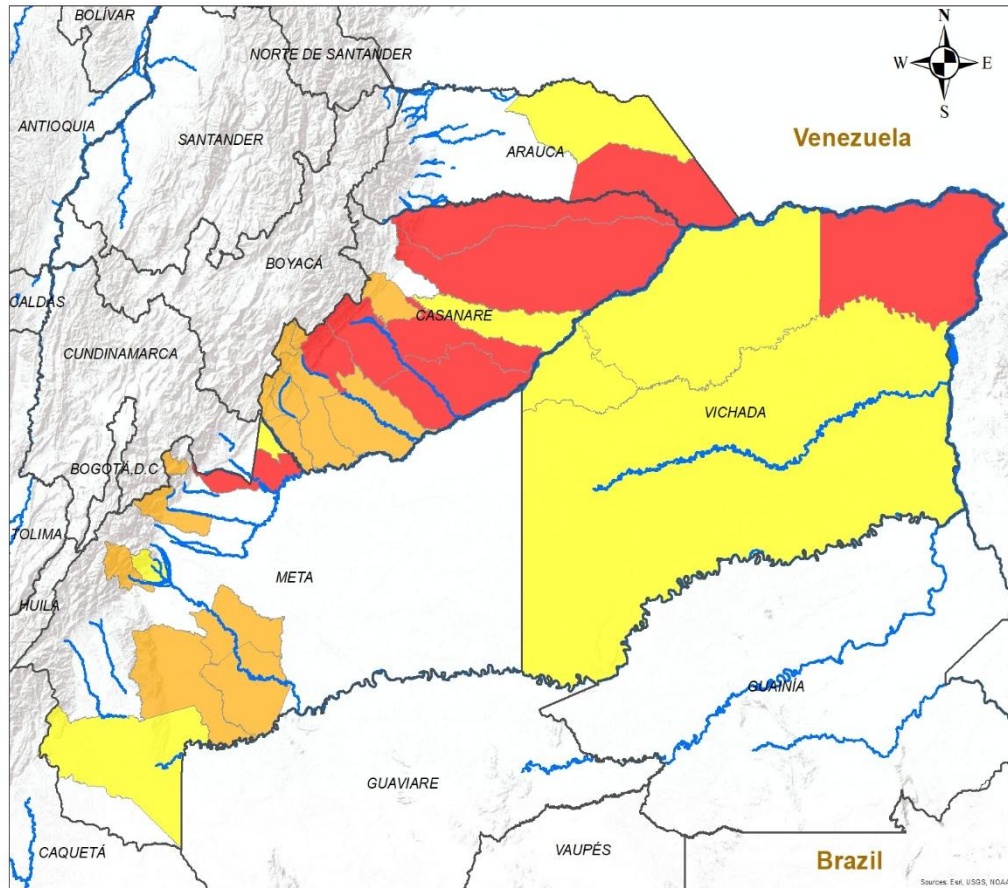 BOLÍVAR
N
NORTE DE SANTANDER
W
E
S
ANTIOQUIA
SANTANDER
ARAUCA
Venezuela
BOYACÁ
CALDAS
CASANARE
CUNDINAMARCA
VICHADA
BOGOTÁ, D.C
TOLIMA
META
HUILA
GUAINÍA
GUAVIARE
CAQUETÁ
VAUPÉS
Brazil
Sources: Esri, USGS, NOAA